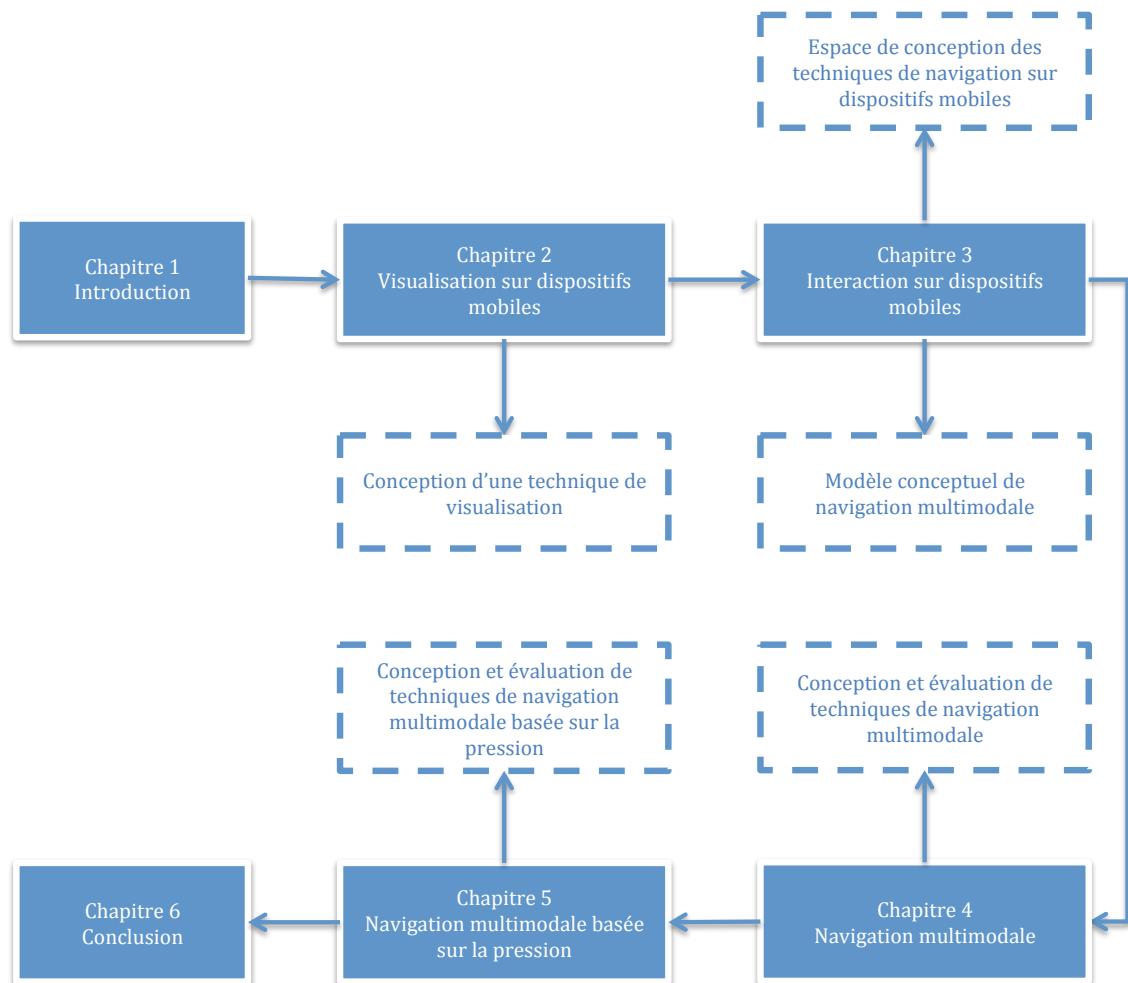 Espace de conception des
techniques de navigation sur
dispositifs mobiles
Chapitre 1
Introduction
Chapitre 2
Visualisation sur dispositifs
mobiles
Chapitre 3
Interaction sur dispositifs
mobiles
Conception d’une technique de
visualisation
Modèle conceptuel de
navigation multimodale
Conception et évaluation de
techniques de navigation
multimodale basée sur la
pression
Conception et évaluation de
techniques de navigation
multimodale
Chapitre 6
Conclusion
Chapitre 5
Navigation multimodale basée
sur la pression
Chapitre 4
Navigation multimodale